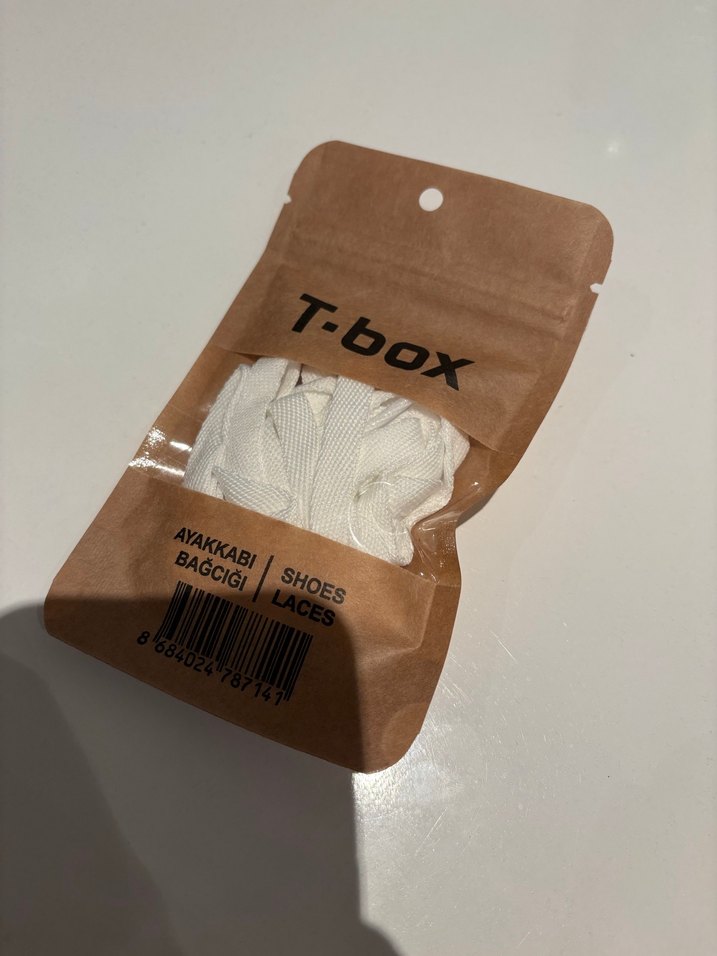 T-box
AYAKKABI
BAĞCIĞI
SHOES
LACES
8 684024 787141